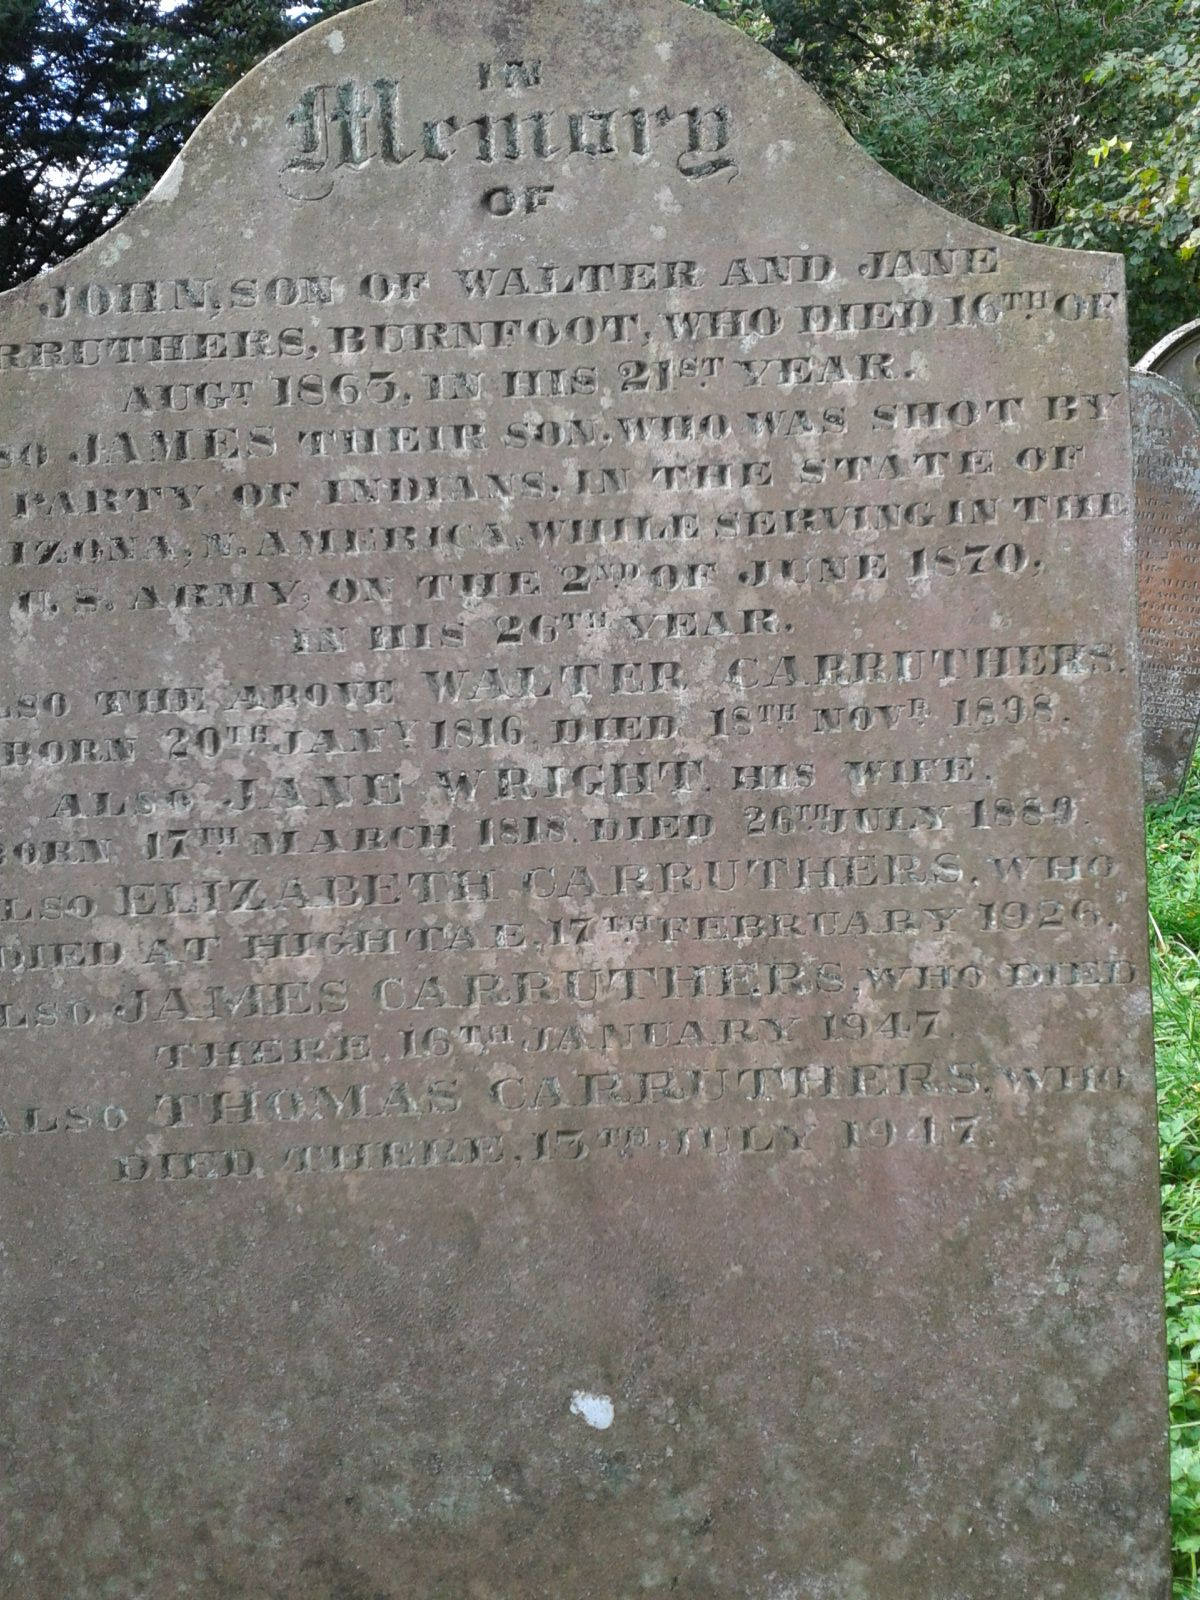 IN
Memory
OF
JOHN, SON OF WALTER AND JANE
RRUTHERS, BURNFOOT, WHO DIED 16TH OF
AUGT 1863, IN HIS 21ST YEAR.
SO JAMES THEIR SON, WHO WAS SHOT BY
PARTY OF INDIANS, IN THE STATE OF
IZONA, N. AMERICA, WHILE SERVING IN THE
U.S. ARMY, ON THE 2ND OF JUNE 1870,
IN HIS 26TH YEAR.
LSO THE ABOVE WALTER CARRUTHERS.
BORN 20TH JANY 1816, DIED 18TH NOVR 1898.
ALSO JANE WRIGHT, HIS WIFE,
BORN 17TH MARCH 1818. DIED 26TH JULY 1889.
LSO ELIZABETH CARRUTHERS, WHO
DIED AT HIGHTAE, 17TH FEBRUARY 1926.
LSO JAMES CARRUTHERS, WHO DIED
THERE, 16TH JANUARY 1947.
ALSO THOMAS CARRUTHERS, WHO
DIED THERE, 13TH JULY 1947.